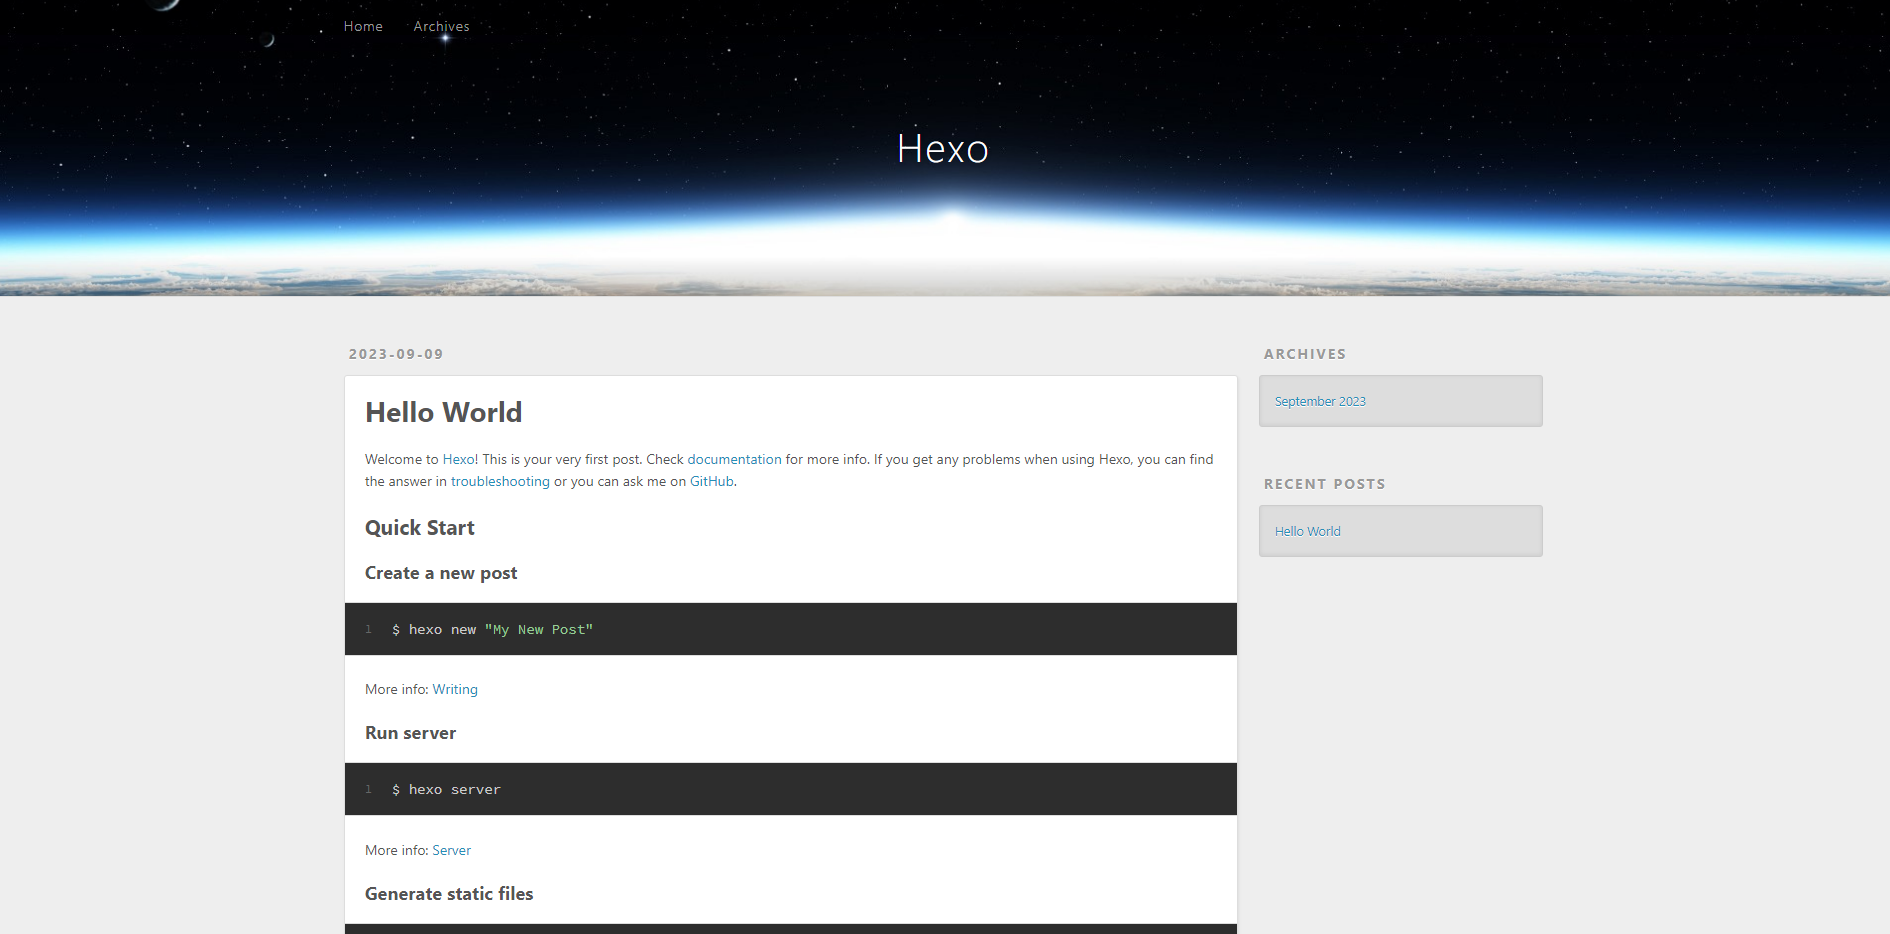 Home
Archives
Hexo
2023-09-09
Hello World
Welcome to Hexo! This is your very first post. Check documentation for more info. If you get any problems when using Hexo, you can find
the answer in troubleshooting or you can ask me on GitHub.
Quick Start
Create a new post
1 $ hexo new "My New Post"
More info: Writing
Run server
1 $ hexo server
More info: Server
Generate static files
ARCHIVES
September 2023
RECENT POSTS
Hello World